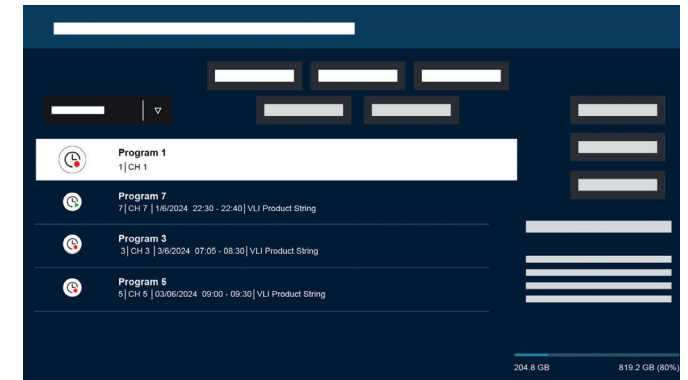 Program 1
1| CH 1
Program 7
7| CH 7 | 1/6/2024 22:30 - 22:40| VLI Product String
Program 3
3| CH 3 | 3/6/2024 07:05 - 08:30| VLI Product String
Program 5
5| CH 5 | 03/06/2024 09:00 - 09:30| VLI Product String
204.8 GB 819.2 GB (80%)